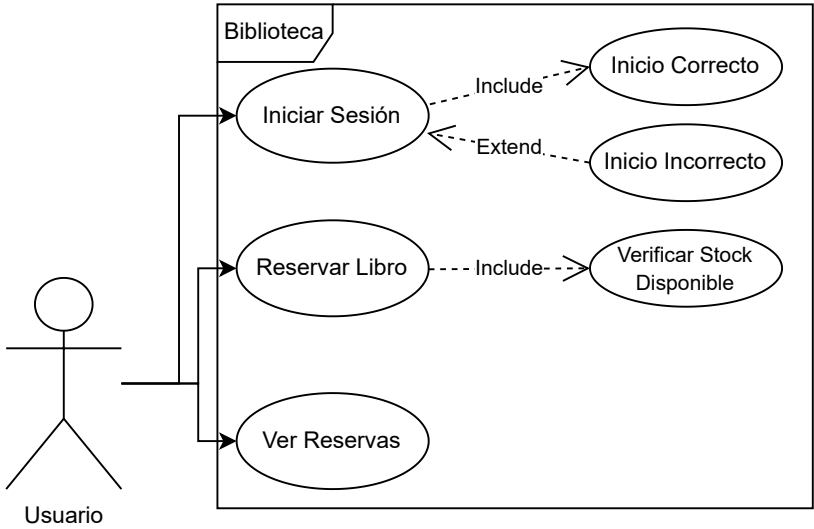 Biblioteca
Iniciar Sesión
Include
Inicio Correcto
Extend
Inicio Incorrecto
Reservar Libro
Include
Verificar Stock
Disponible
Ver Reservas
Usuario